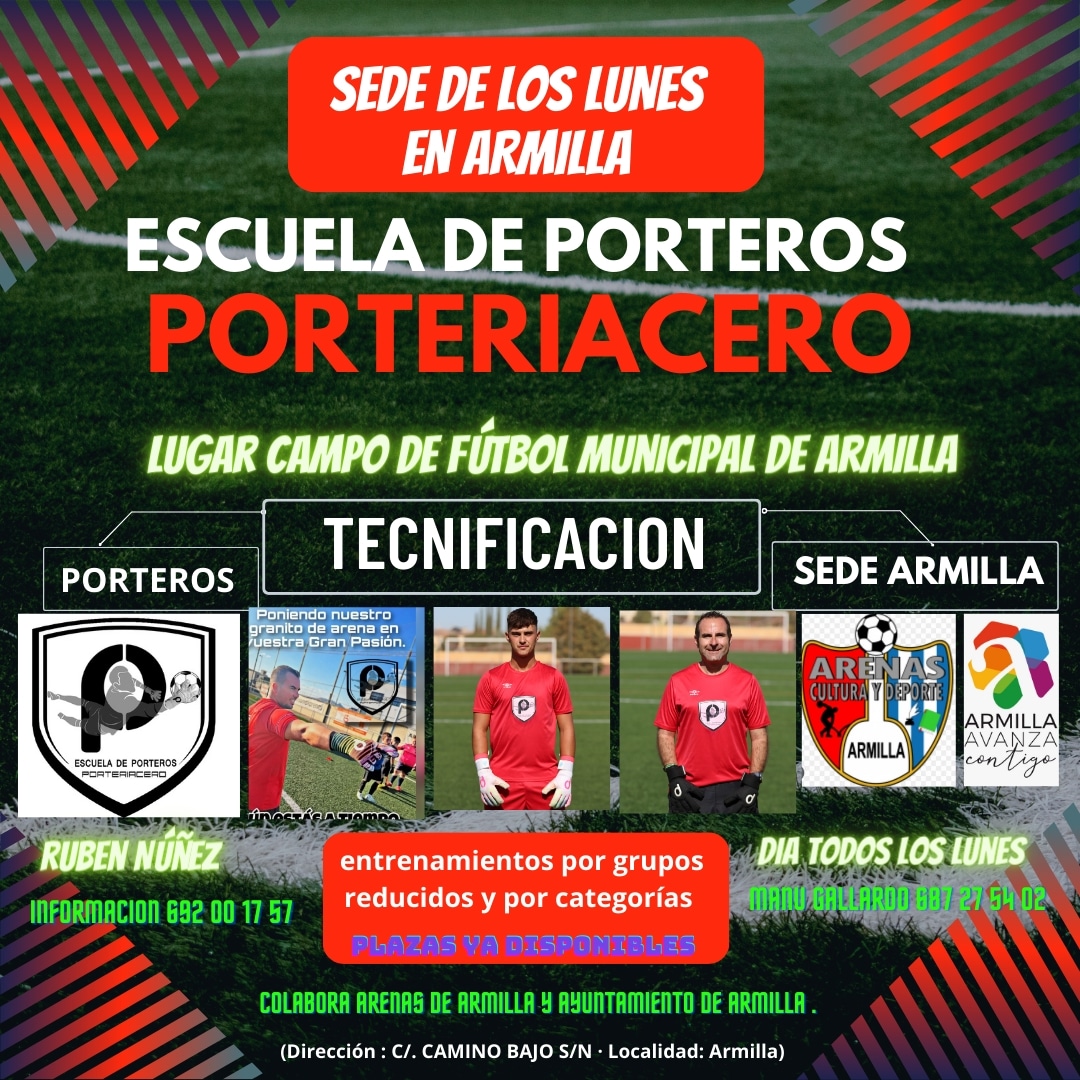 SEDE DE LOS LUNES
EN ARMILLA
ESCUELA DE PORTEROS
PORTERIACERO
LUGAR CAMPO DE FÚTBOL MUNICIPAL DE ARMILLA
TECNIFICACION
PORTEROS
SEDE ARMILLA
P
ESCUELA DE PORTEROS
PORTERIACERO
Poniendo nuestro
granito de arena en
nuestra Gran Pasión.
ARENAS
CULTURA Y DEPORTE
ARMILLA
ARMILLA
AVANZA
contigo
RUBEN NÚÑEZ
INFORMACION 692 00 17 57
entrenamientos por grupos
reducidos y por categorías
PLAZAS YA DISPONIBLES
DIA TODOS LOS LUNES
MANU GALLARDO 687 27 54 02
COLABORA ARENAS DE ARMILLA Y AYUNTAMIENTO DE ARMILLA .
(Dirección : C/. CAMINO BAJO S/N · Localidad: Armilla)